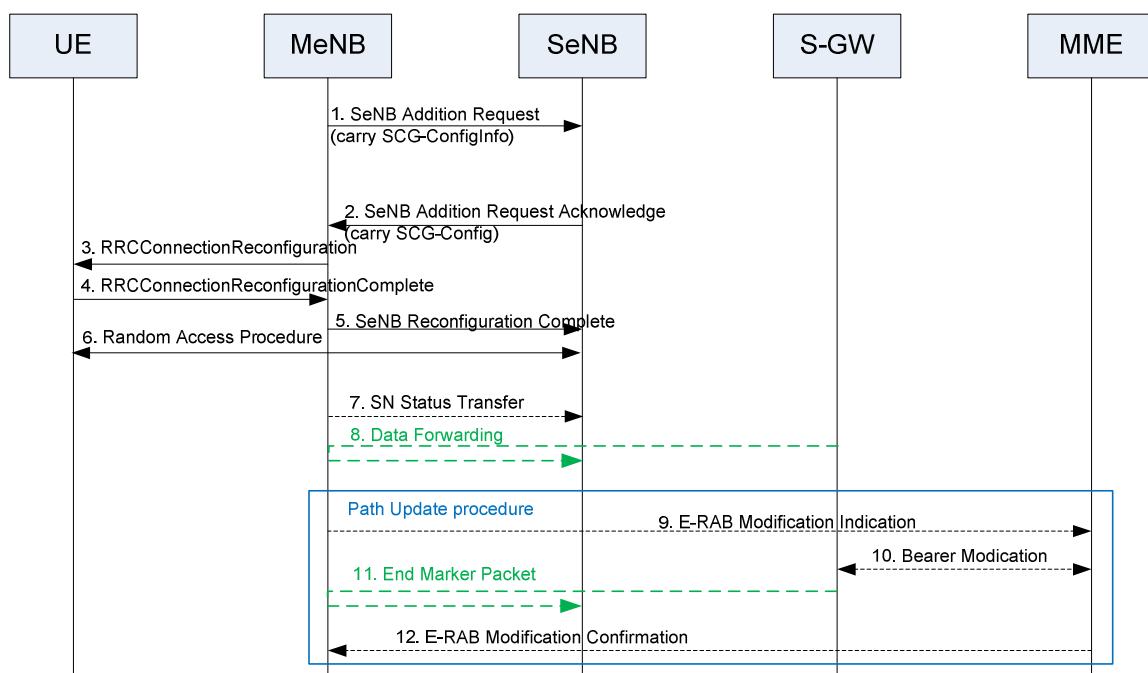 UE
MeNB
SeNB
S-GW
MME
1. SeNB Addition Request
(carry SCG-ConfigInfo)
2. SeNB Addition Request Acknowledge
(carry SCG-Config)
3. RRCConnectionReconfiguration
4. RRCConnectionReconfigurationComplete
5. SeNB Reconfiguration Complete
6. Random Access Procedure
7. SN Status Transfer
8. Data Forwarding
Path Update procedure
9. E-RAB Modification Indication
10. Bearer Modication
11. End Marker Packet
12. E-RAB Modification Confirmation